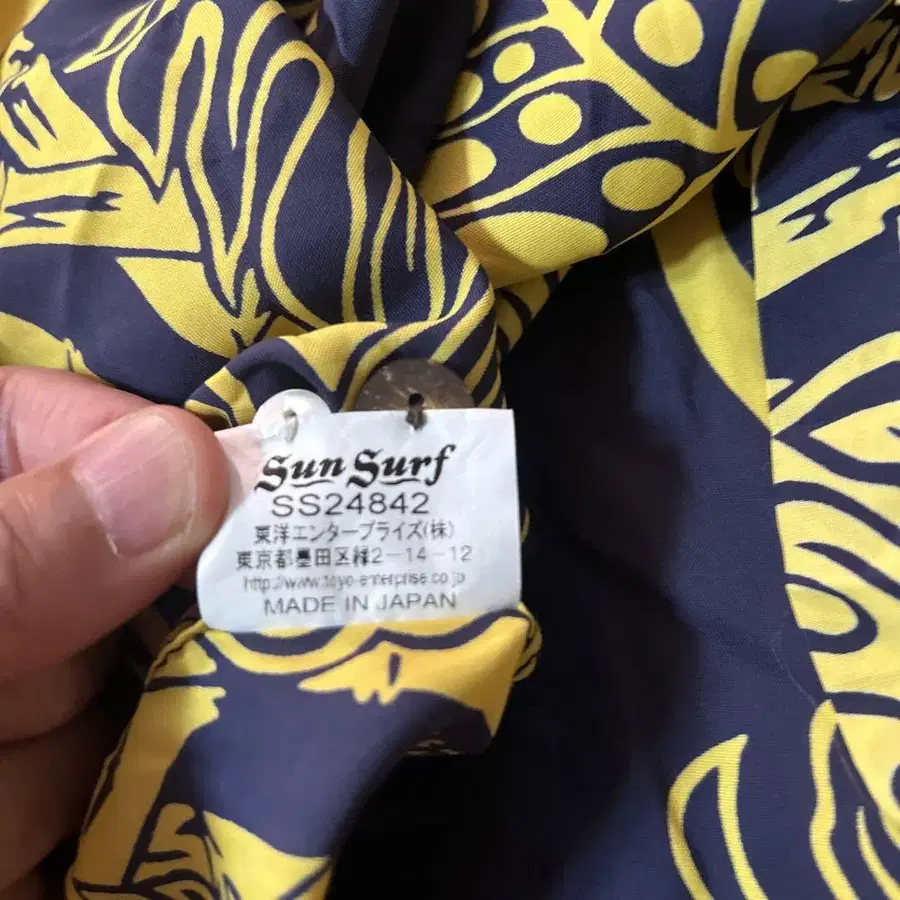 Sun Surf
SS24842
東洋エンタープライズ(株)
東京都墨田区緑2-14-12
http://www.toyo-enterprise.co.jp
MADE IN JAPAN